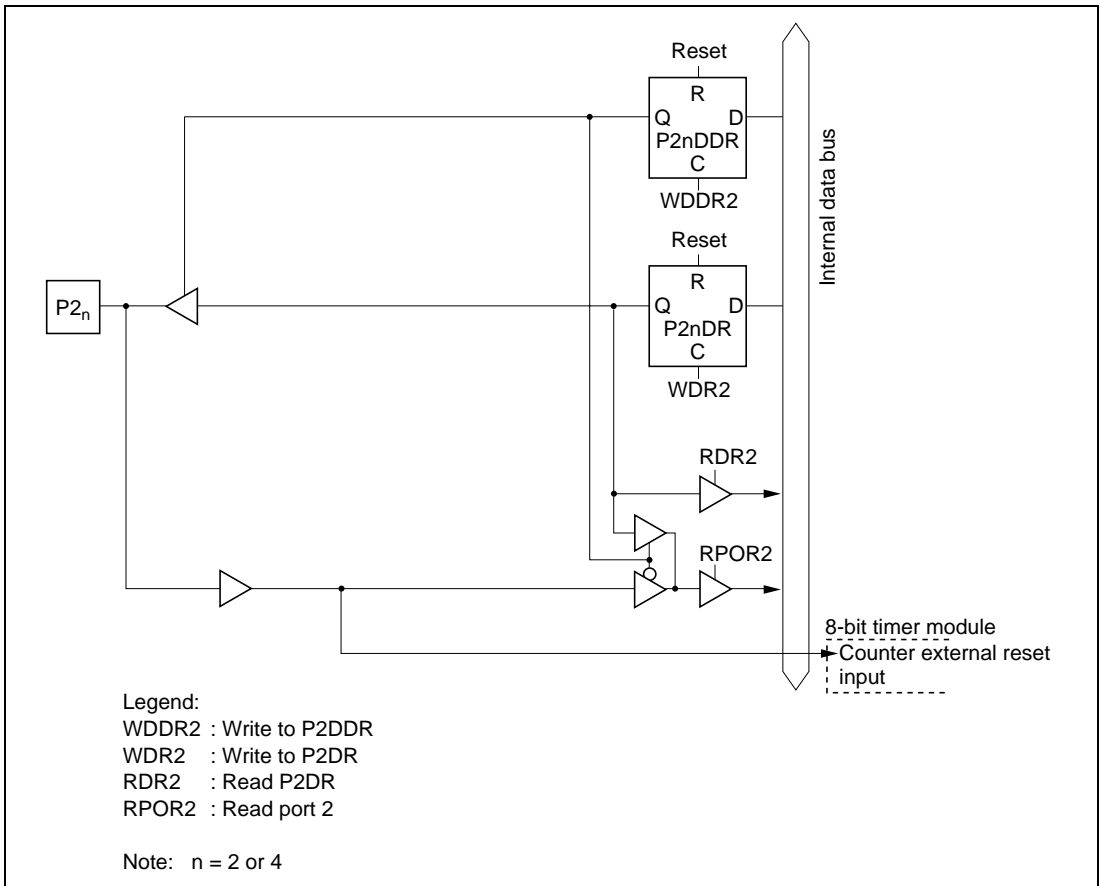 Reset
R
Q D
P2nDDR
C
WDDR2
Reset
R
P2n
Q D
P2nDR
C
WDR2
Internal data bus
RDR2
RPOR2
8-bit timer module
Counter external reset
input
Legend:
WDDR2 : Write to P2DDR
WDR2 : Write to P2DR
RDR2 : Read P2DR
RPOR2 : Read port 2
Note: n = 2 or 4